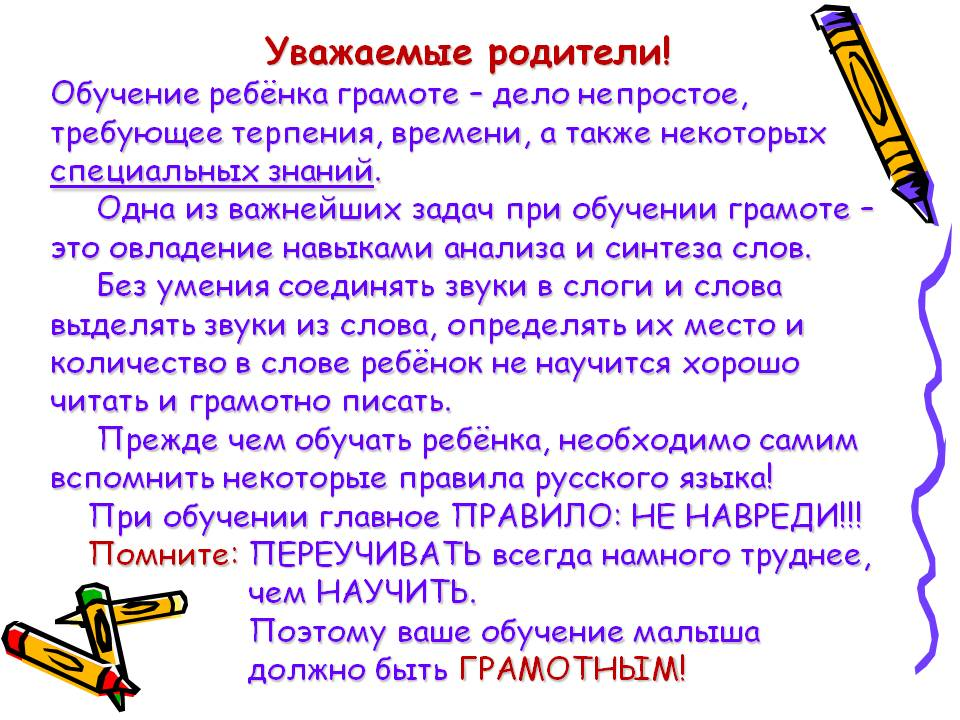 Уважаемые родители!
Обучение ребёнка грамоте – дело непростое,
требующее терпения, времени, а также некоторых
специальных знаний.
Одна из важнейших задач при обучении грамоте –
это овладение навыками анализа и синтеза слов.
Без умения соединять звуки в слоги и слова
выделять звуки из слова, определять их место и
количество в слове ребёнок не научится хорошо
читать и грамотно писать.
Прежде чем обучать ребёнка, необходимо самим
вспомнить некоторые правила русского языка!
При обучении главное ПРАВИЛО: НЕ НАВРЕДИ!!!
Помните: ПЕРЕУЧИВАТЬ всегда намного труднее,
чем НАУЧИТЬ.
Поэтому ваше обучение малыша
должно быть ГРАМОТНЫМ!